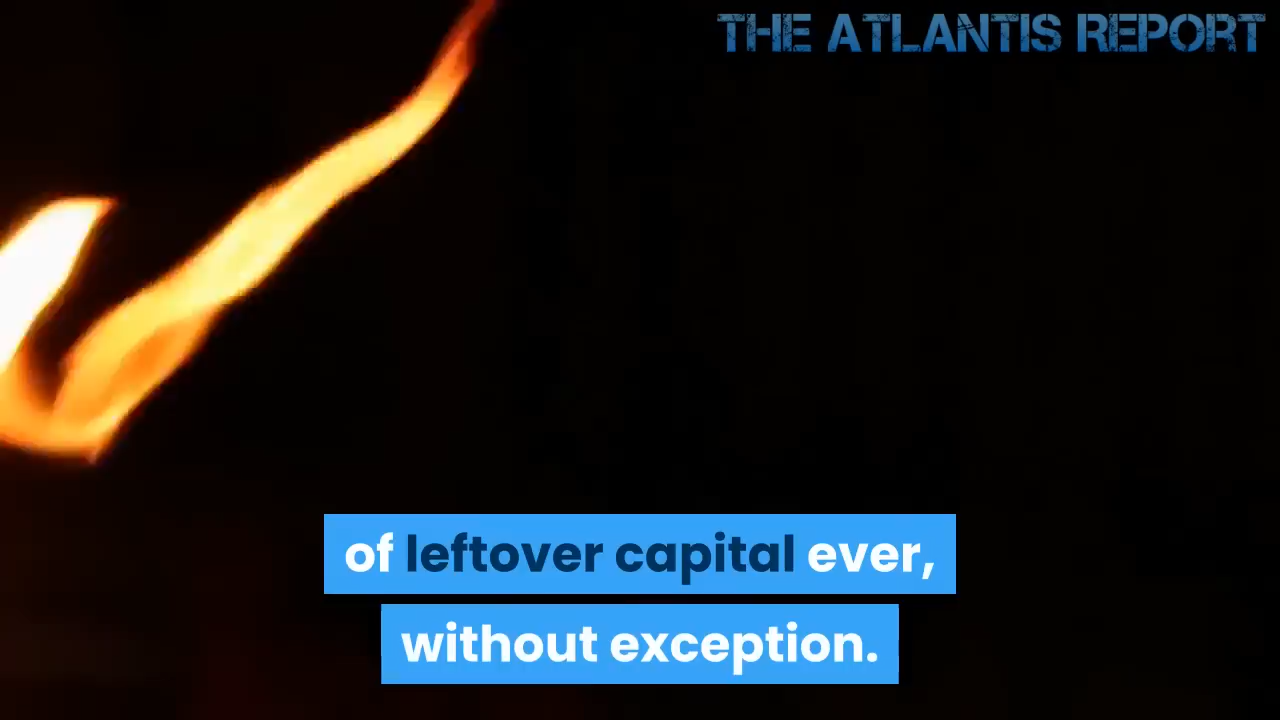 THE ATLANTIS REPORT
of leftover capital ever,
without exception.